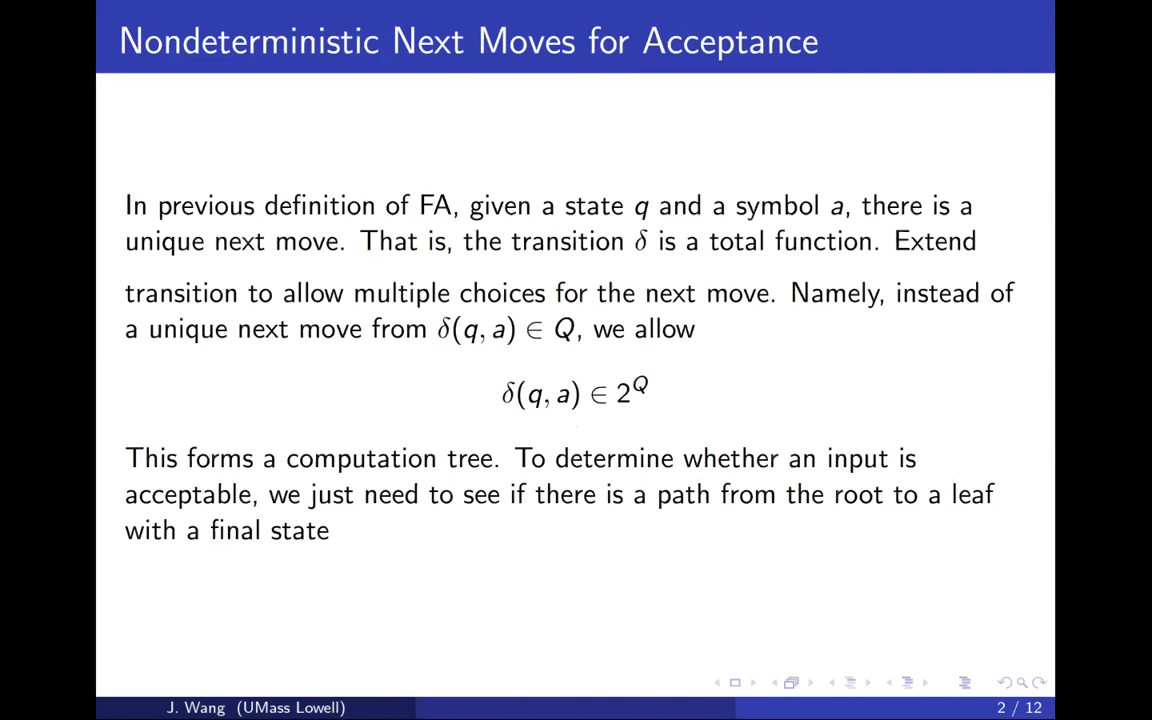 Nondeterministic Next Moves for Acceptance
In previous definition of FA, given a state q and a symbol a, there is a
unique next move. That is, the transition δ is a total function. Extend
transition to allow multiple choices for the next move. Namely, instead of
a unique next move from δ(q, a) ∈ Q, we allow
δ(q, a) ∈ 2^Q
This forms a computation tree. To determine whether an input is
acceptable, we just need to see if there is a path from the root to a leaf
with a final state
J. Wang (UMass Lowell)
2 / 12